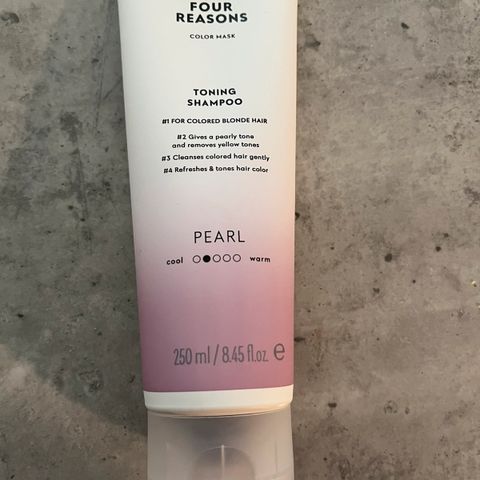 FOUR
REASONS
COLOR MASK
TONING
SHAMPOO
#1 FOR COLORED BLONDE HAIR
#2 Gives a pearly tone
and removes yellow tones
#3 Cleanses colored hair gently
#4 Refreshes & tones hair color
PEARL
cool warm
250 ml / 8.45 fl.oz. e